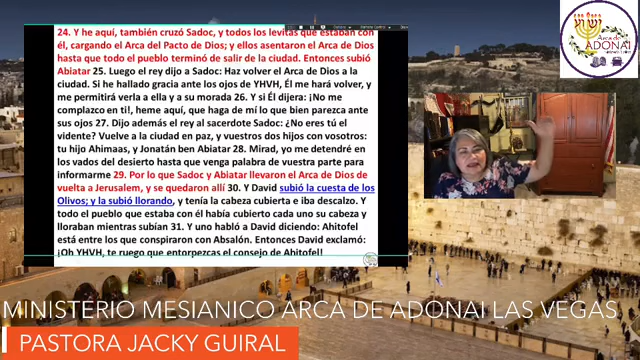 24. Y he aquí, también cruzó Sadoc, y todos los levitas que estaban con
él, cargando el Arca del Pacto de Dios; y ellos asentaron el Arca de Dios
hasta que todo el pueblo terminó de salir de la ciudad. Entonces subió
Abiatar 25. Luego el rey dijo a Sadoc: Haz volver el Arca de Dios a la
ciudad. Si he hallado gracia ante los ojos de YHVH, Él me hará volver, y
me permitirá verla a ella y a su morada 26. Y si Él dijera: ¡No me
complazco en ti!, heme aquí, que haga de mí lo que bien parezca ante
sus ojos 27. Dijo además el rey al sacerdote Sadoc: ¿No eres tú el
vidente? Vuelve a la ciudad en paz, y vuestros dos hijos con vosotros:
tu hijo Ahimaas, y Jonatán ben Abiatar 28. Mirad, yo me detendré en
los vados del desierto hasta que venga palabra de vuestra parte para
informarme 29. Por lo que Sadoc y Abiatar llevaron el Arca de Dios de
vuelta a Jerusalem, y se quedaron allí 30. Y David subió la cuesta de los
Olivos; y la subió llorando, y tenía la cabeza cubierta e iba descalzo. Y
todo el pueblo que estaba con él había cubierto cada uno su cabeza y
lloraban mientras subían 31. Y uno habló a David diciendo: Ahitofel
está entre los que conspiraron con Absalón. Entonces David exclamó:
¡Oh YHVH, te ruego que entorpezcas el consejo de Ahitofel!
Arca de
ADONAI
MINISTERIO MESIANICO ARCA DE ADONAI LAS VEGAS
PASTORA JACKY GUIRAL